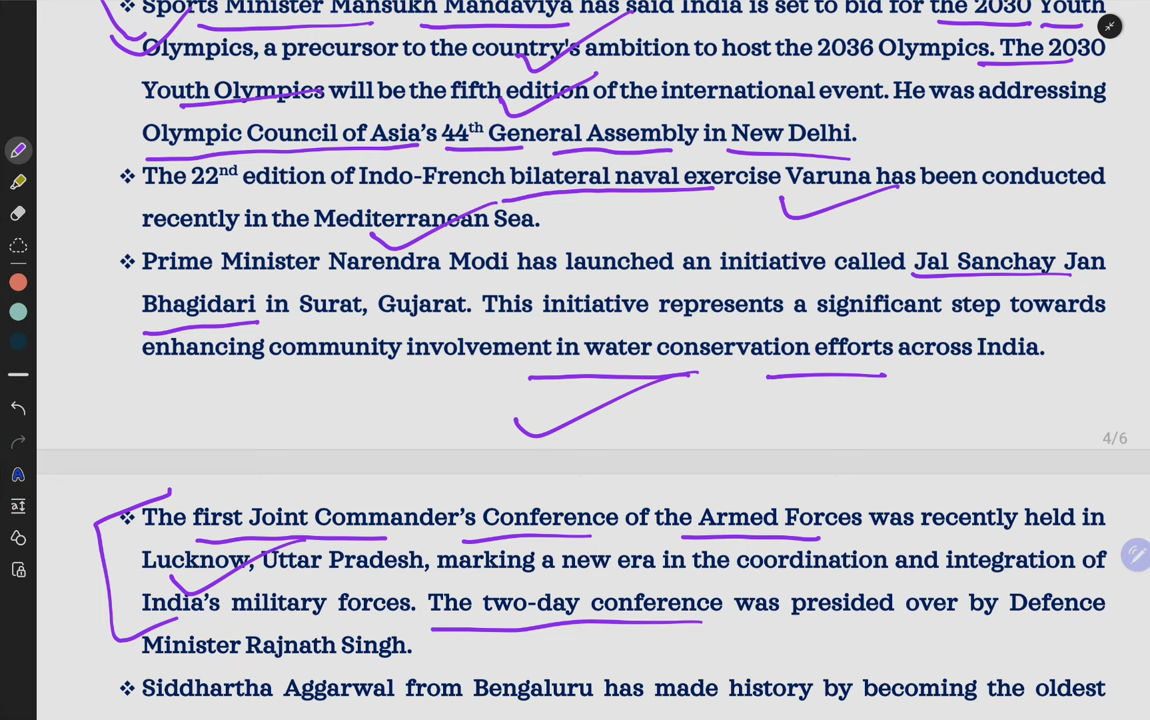 ❖ Sports Minister Mansukh Mandaviya has said India is set to bid for the 2030 Youth
Olympics, a precursor to the country's ambition to host the 2036 Olympics. The 2030
Youth Olympics will be the fifth edition of the international event. He was addressing
Olympic Council of Asia's 44th General Assembly in New Delhi.
❖ The 22nd edition of Indo-French bilateral naval exercise Varuna has been conducted
recently in the Mediterranean Sea.
❖ Prime Minister Narendra Modi has launched an initiative called Jal Sanchay Jan
Bhagidari in Surat, Gujarat. This initiative represents a significant step towards
enhancing community involvement in water conservation efforts across India.
4/6
❖ The first Joint Commander's Conference of the Armed Forces was recently held in
Lucknow, Uttar Pradesh, marking a new era in the coordination and integration of
India's military forces. The two-day conference was presided over by Defence
Minister Rajnath Singh.
❖ Siddhartha Aggarwal from Bengaluru has made history by becoming the oldest